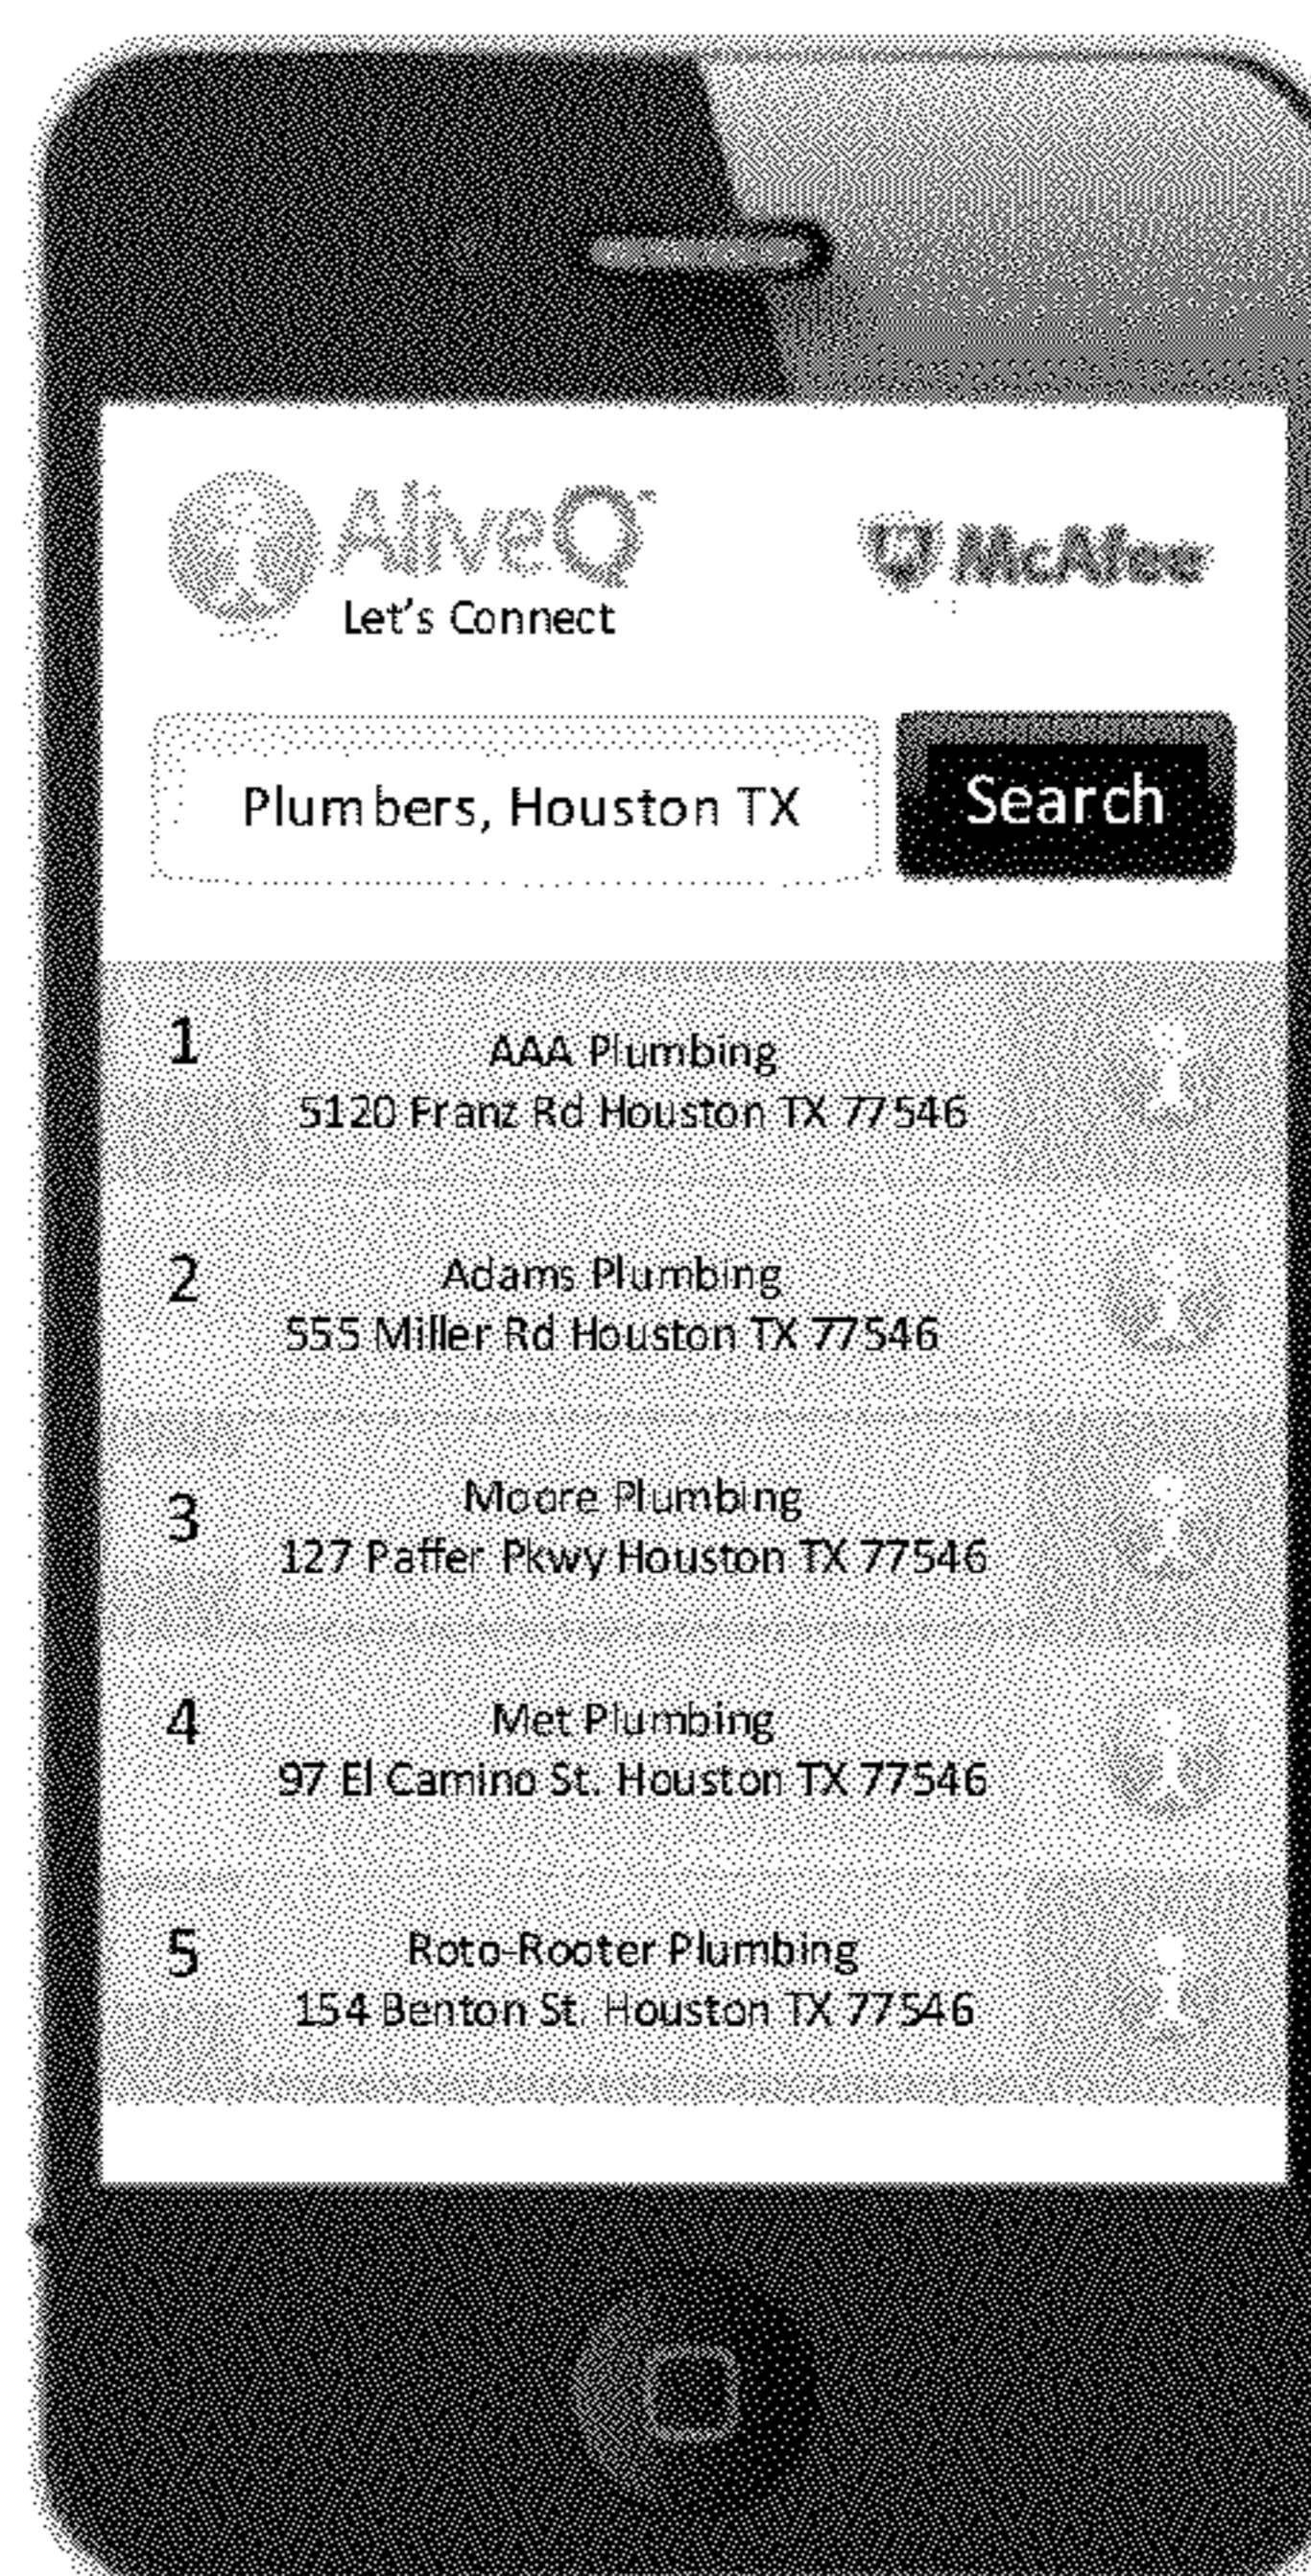 AliveQ™
McAfee
Let's Connect
Plumbers, Houston TX
Search
1
AAA Plumbing
5120 Franz Rd Houston TX 77546
2
Adams Plumbing
555 Miller Rd Houston TX 77546
3
Moore Plumbing
127 Paffer Pkwy Houston TX 77546
4
Met Plumbing
97 El Camino St. Houston TX 77546
5
Roto-Rooter Plumbing
154 Benton St. Houston TX 77546